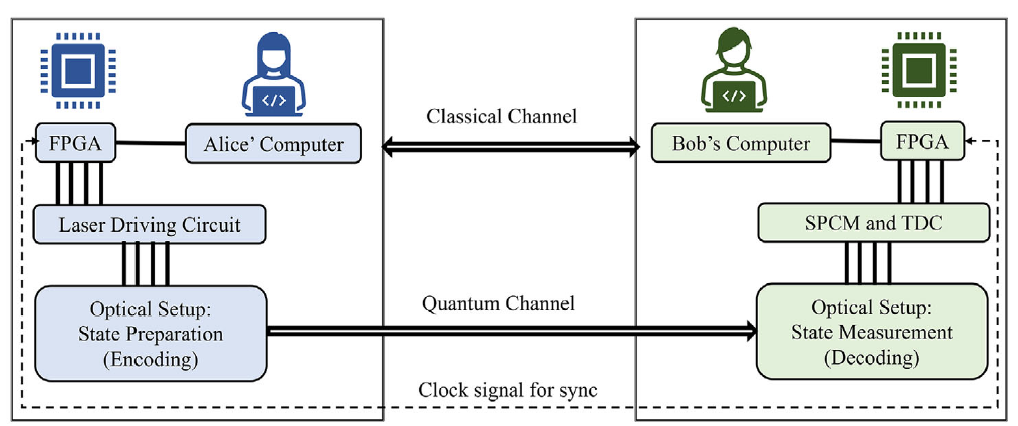 </>
</>
Classical Channel
FPGA
Alice’ Computer
Bob's Computer
FPGA
Laser Driving Circuit
SPCM and TDC
Quantum Channel
Optical Setup:
State Preparation
(Encoding)
Optical Setup:
State Measurement
(Decoding)
Clock signal for sync